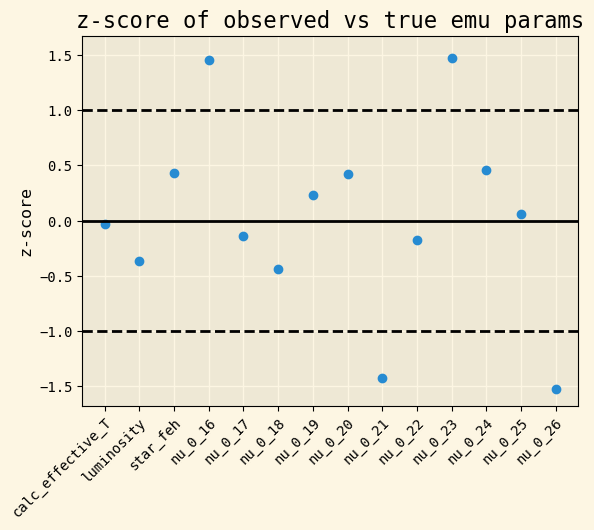 z-score of observed vs true emu params
z-score
1.5
1.0
0.5
0.0
−0.5
−1.0
−1.5
calc_effective_T
luminosity
star_feh
nu_0_16
nu_0_17
nu_0_18
nu_0_19
nu_0_20
nu_0_21
nu_0_22
nu_0_23
nu_0_24
nu_0_25
nu_0_26